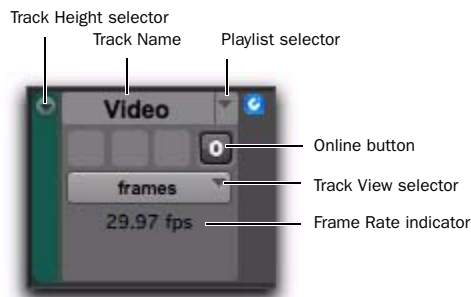 Track Height selector
Track Name
Playlist selector
Video
O
Online button
frames
Track View selector
29.97 fps
Frame Rate indicator